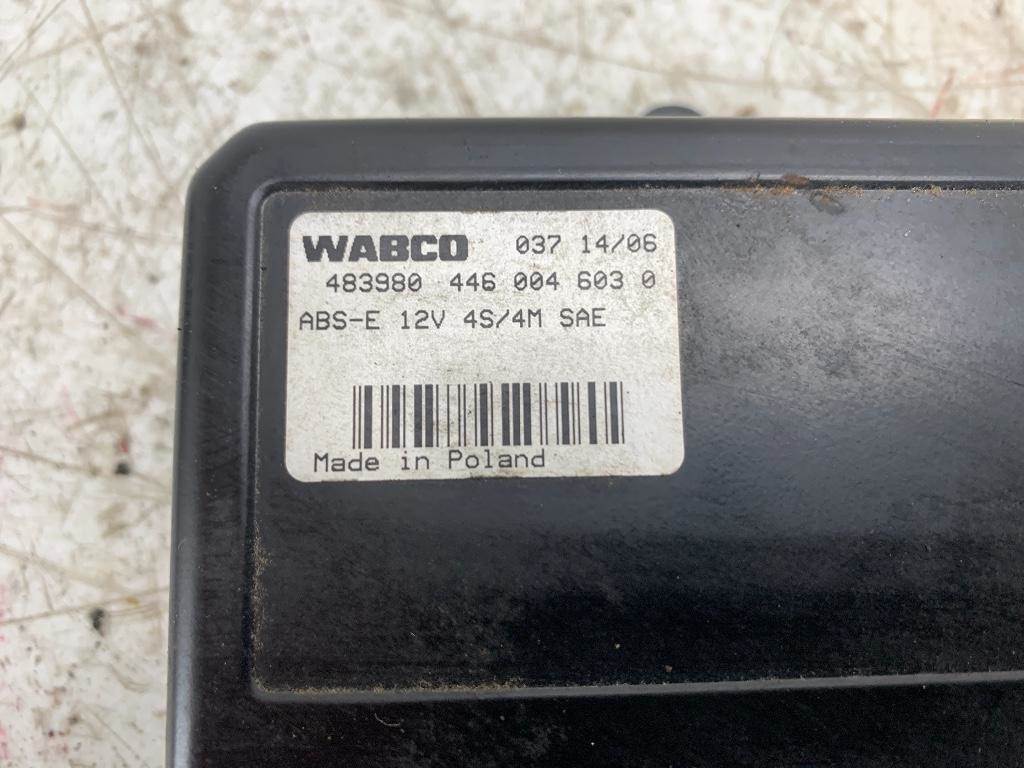 WABCO 037 14/06
483980 446 004 603 0
ABS-E 12V 4S/4M SAE
Made in Poland